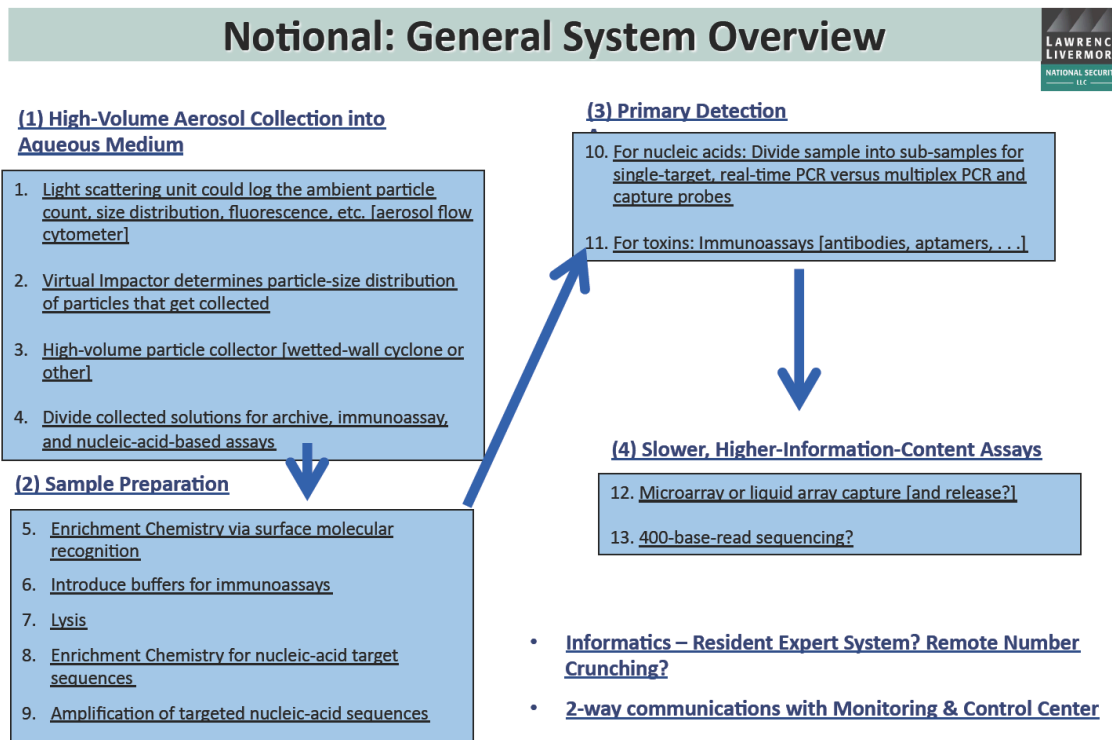 Notional: General System Overview
LAWRENC
LIVERMOR
NATIONAL SECURIT
LLC
(1) High-Volume Aerosol Collection into
Aqueous Medium
1. Light scattering unit could log the ambient particle
count, size distribution, fluorescence, etc. [aerosol flow
cytometer]
2. Virtual Impactor determines particle-size distribution
of particles that get collected
3. High-volume particle collector [wetted-wall cyclone or
other]
4. Divide collected solutions for archive, immunoassay,
and nucleic-acid-based assays
(2) Sample Preparation
5. Enrichment Chemistry via surface molecular
recognition
6. Introduce buffers for immunoassays
7. Lysis
8. Enrichment Chemistry for nucleic-acid target
sequences
9. Amplification of targeted nucleic-acid sequences
(3) Primary Detection
10. For nucleic acids: Divide sample into sub-samples for
single-target, real-time PCR versus multiplex PCR and
capture probes
11. For toxins: Immunoassays [antibodies, aptamers, . . .]
(4) Slower, Higher-Information-Content Assays
12. Microarray or liquid array capture [and release?]
13. 400-base-read sequencing?
• Informatics – Resident Expert System? Remote Number
Crunching?
• 2-way communications with Monitoring & Control Center